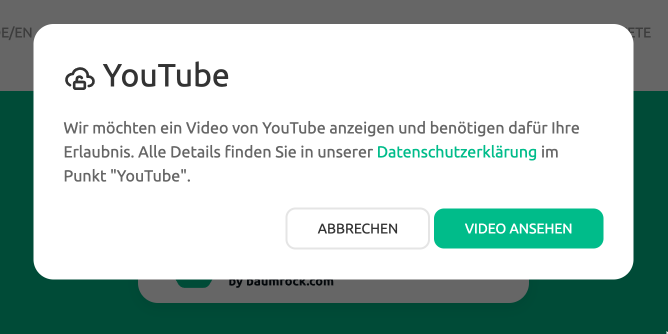 E/EN
ETE
YouTube
Wir möchten ein Video von YouTube anzeigen und benötigen dafür Ihre
Erlaubnis. Alle Details finden Sie in unserer Datenschutzerklärung im
Punkt "YouTube".
ABBRECHEN
VIDEO ANSEHEN
by baumrock.com